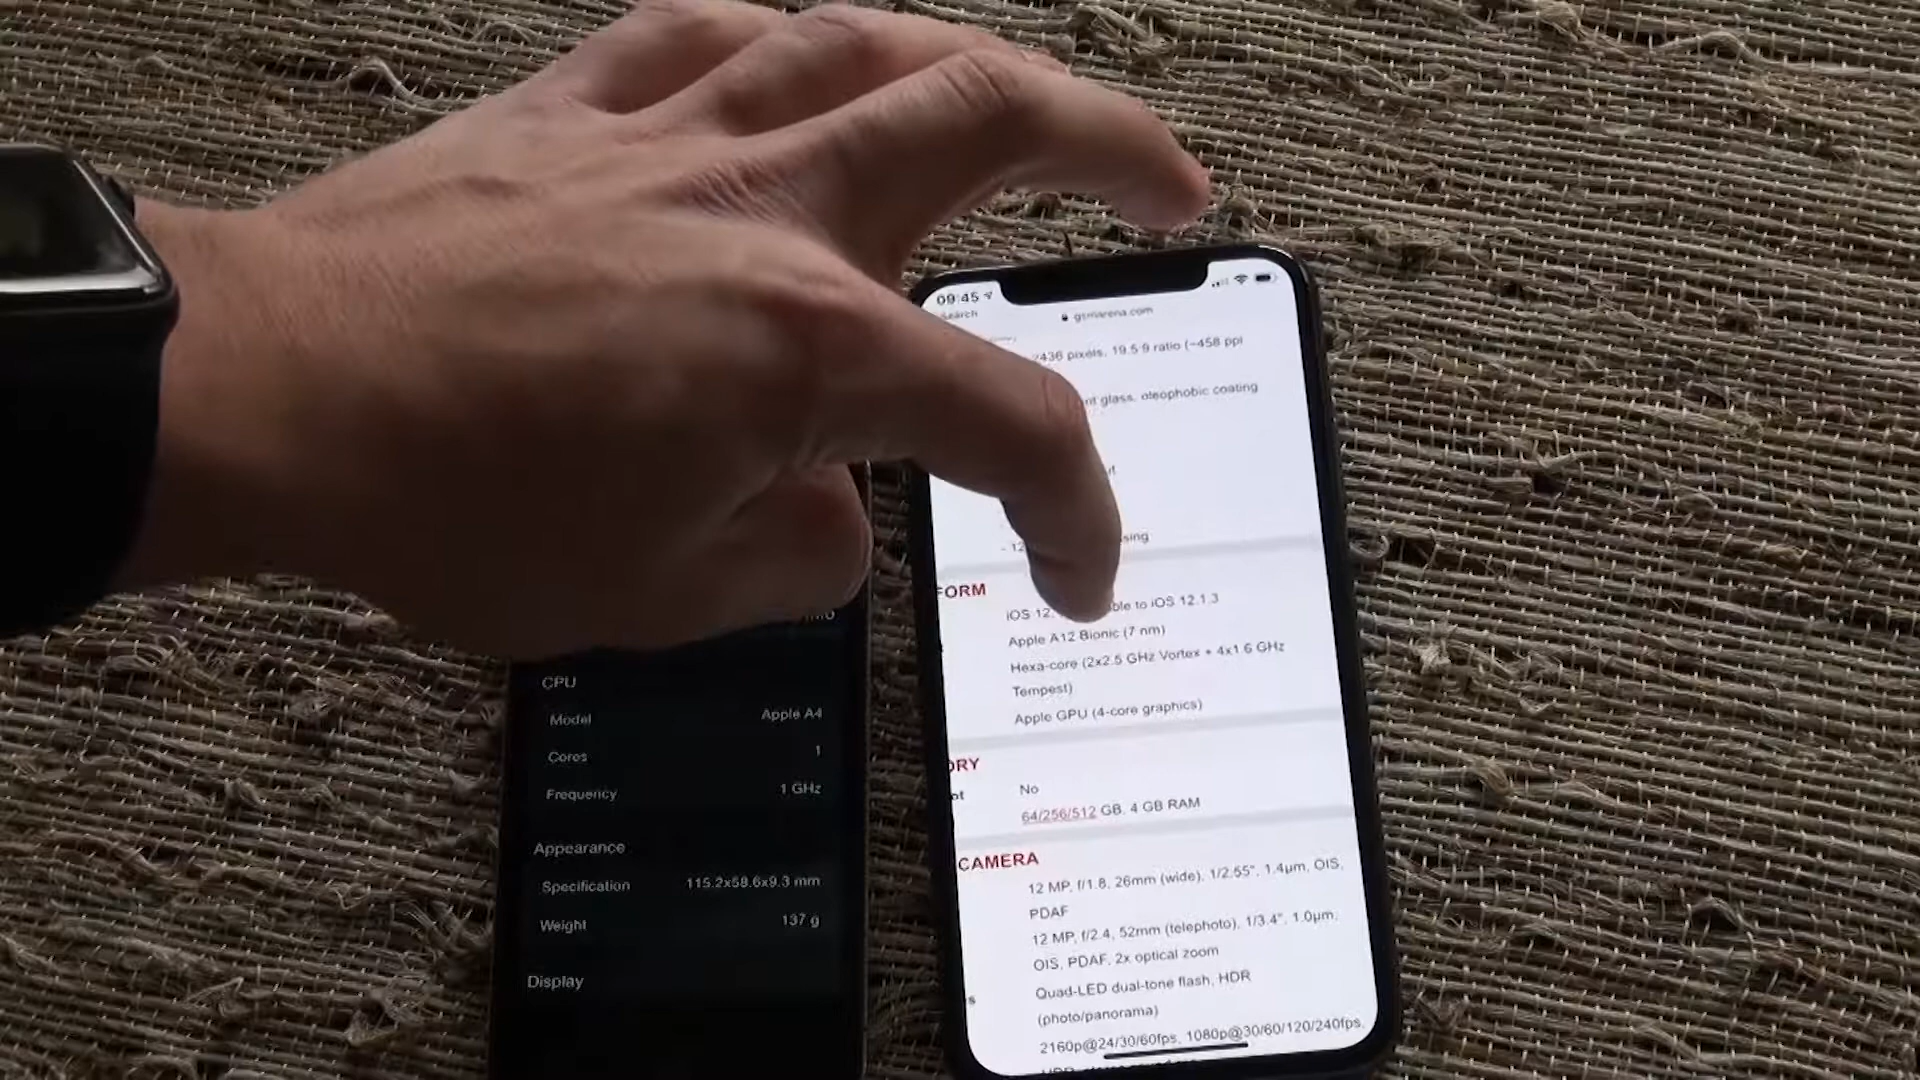 CPU
Model Apple A4
Cores 1
Frequency 1 GHz
Appearance
Specification 115.2x58.6x9.3 mm
Weight 137 g
Display
09:45
Search
gsmarena.com
2436 pixels, 19.5:9 ratio (~458 ppi
glass, oleophobic coating
- 12
FORM
iOS 12. ble to iOS 12.1.3
Apple A12 Bionic (7 nm)
Hexa-core (2x2.5 GHz Vortex + 4x1.6 GHz
Tempest)
Apple GPU (4-core graphics)
ORY
ot No
64/256/512 GB, 4 GB RAM
CAMERA
12 MP, f/1.8, 26mm (wide), 1/2.55", 1.4µm, OIS,
PDAF
12 MP, f/2.4, 52mm (telephoto), 1/3.4", 1.0µm,
OIS, PDAF, 2x optical zoom
s Quad-LED dual-tone flash, HDR
(photo/panorama)
2160p@24/30/60fps, 1080p@30/60/120/240fps,